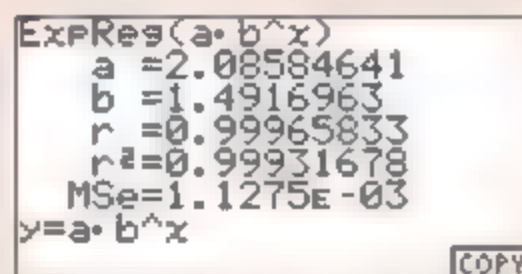 ExpReg(a·b^x)
a =2.08584641
b =1.4916963
r =0.99965833
r²=0.99931678
MSe=1.1275E-03
y=a·b^x
COPY